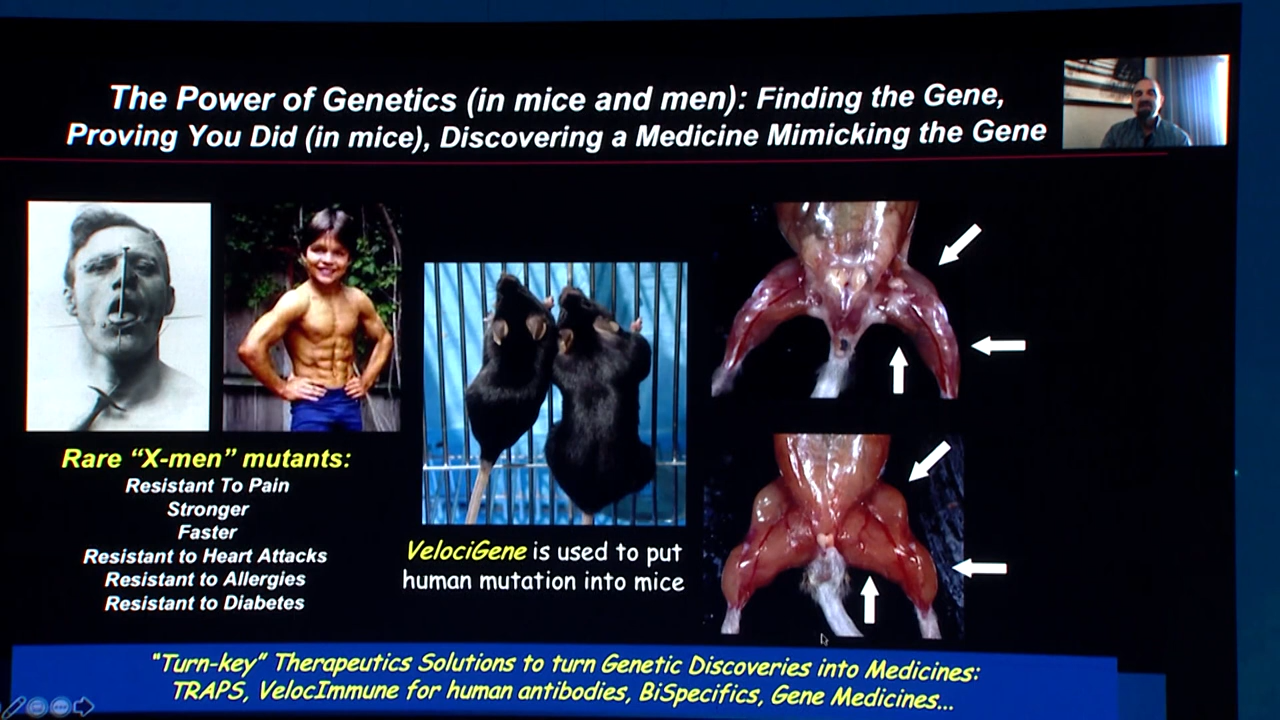 The Power of Genetics (in mice and men): Finding the Gene,
Proving You Did (in mice), Discovering a Medicine Mimicking the Gene
Rare “X-men” mutants:
Resistant To Pain
Stronger
Faster
Resistant to Heart Attacks
Resistant to Allergies
Resistant to Diabetes
VelociGene is used to put
human mutation into mice
"Turn-key" Therapeutics Solutions to turn Genetic Discoveries into Medicines:
TRAPS, VelocImmune for human antibodies, BiSpecifics, Gene Medicines...